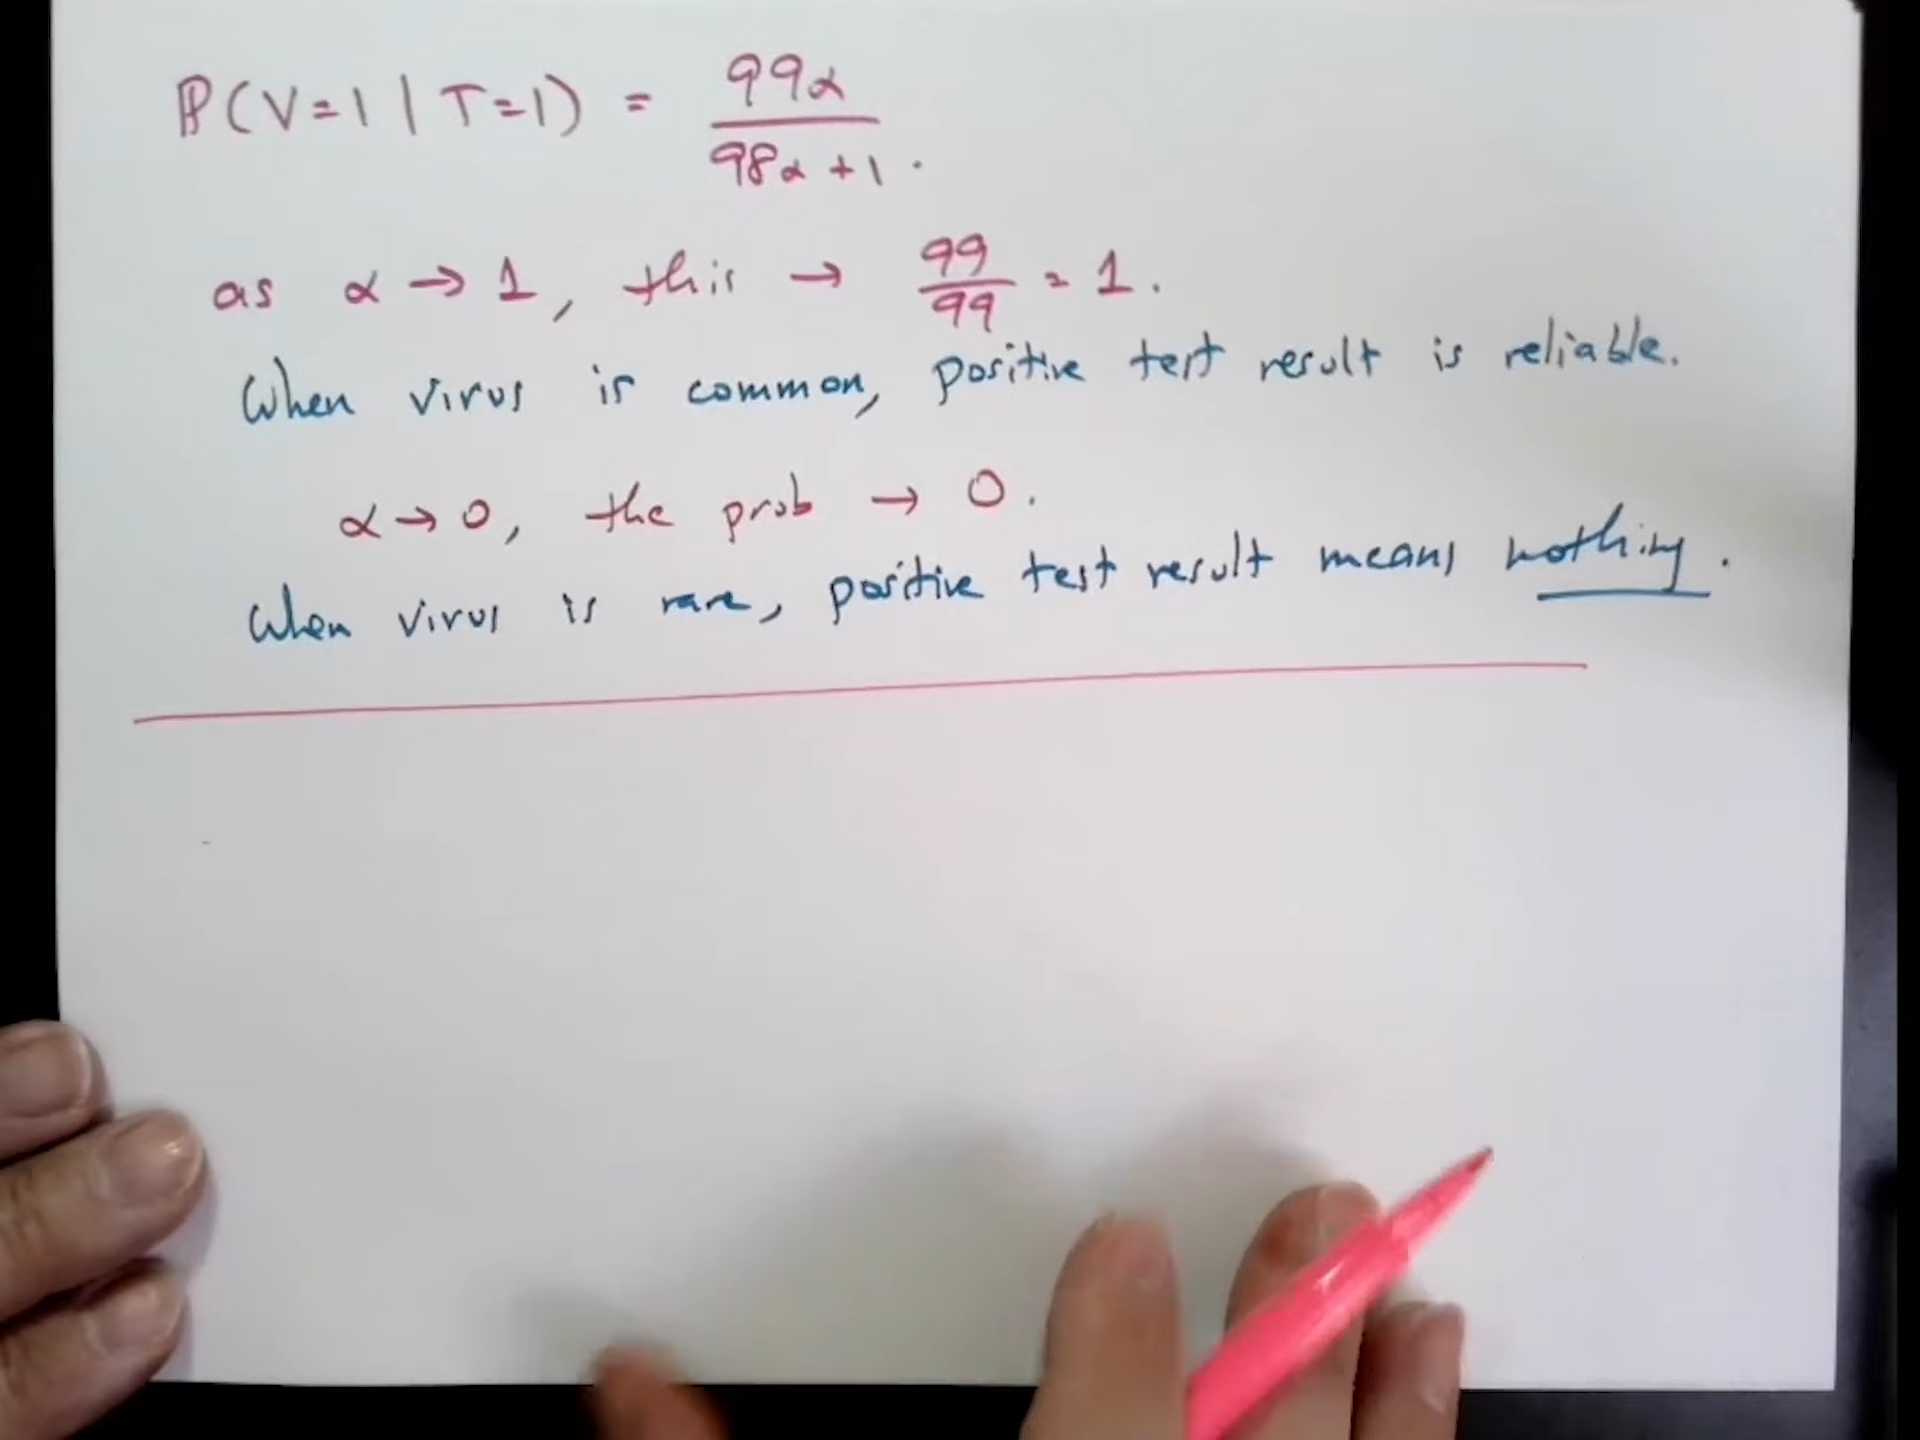 ℙ(V=1 | T=1) = 99α / 98α+1.
as α → 1, this → 99/99 = 1.
When virus is common, positive test result is reliable.
α → 0, the prob → 0.
When virus is rare, positive test result means nothing.